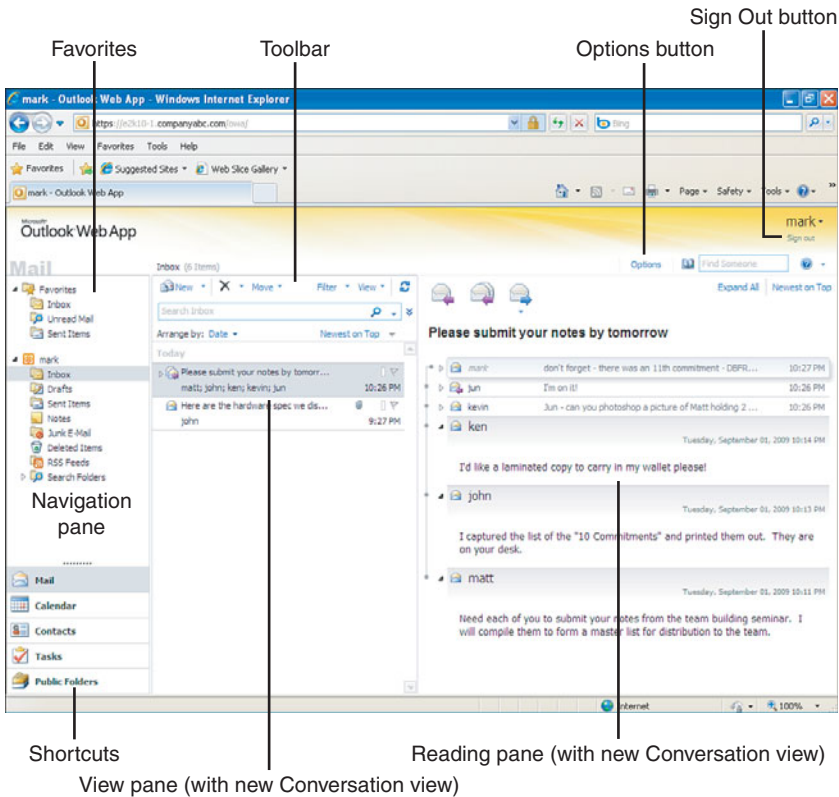 Sign Out button
Favorites Toolbar Options button
mark - Outlook Web App - Windows Internet Explorer
https://e2k10-1.companyabc.com/owa/ Bing
File Edit View Favorites Tools Help
Favorites Suggested Sites Web Slice Gallery
mark - Outlook Web App Page Safety Tools »
Microsoft
Outlook Web App
mark
Sign out
Mail Inbox (6 Items) Options Find Someone
New Move Filter View
Search Inbox
Arrange by: Date Newest on Top
Favorites
Inbox
Unread Mail
Sent Items
mark
Inbox
Drafts
Sent Items
Notes
Junk E-Mail
Deleted Items
RSS Feeds
Search Folders
Navigation
pane
Mail
Calendar
Contacts
Tasks
Public Folders
Today
Please submit your notes by tomorr...
matt; john; ken; kevin; jun 10:26 PM
Here are the hardware spec we dis...
john 9:27 PM
Expand All Newest on Top
Please submit your notes by tomorrow
mark don't forget - there was an 11th commitment - DBFR... 10:27 PM
jun I'm on it! 10:26 PM
kevin Jun - can you photoshop a picture of Matt holding 2 ... 10:26 PM
ken
Tuesday, September 01, 2009 10:14 PM
I'd like a laminated copy to carry in my wallet please!
john
Tuesday, September 01, 2009 10:13 PM
I captured the list of the "10 Commitments" and printed them out. They are
on your desk.
matt
Tuesday, September 01, 2009 10:11 PM
Need each of you to submit your notes from the team building seminar. I
will compile them to form a master list for distribution to the team.
Internet 100%
Shortcuts Reading pane (with new Conversation view)
View pane (with new Conversation view)